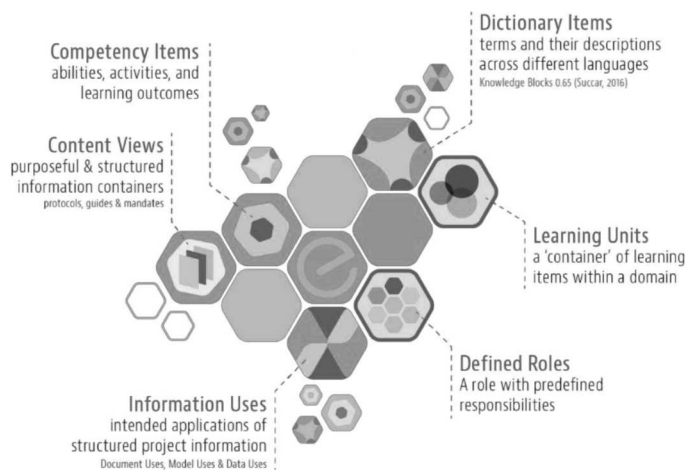 Dictionary Items
terms and their descriptions
across different languages
Knowledge Blocks 0.65 (Succar, 2016)
Competency Items
abilities, activities, and
learning outcomes
Content Views
purposeful & structured
information containers
protocols, guides & mandates
Learning Units
a 'container' of learning
items within a domain
Defined Roles
A role with predefined
responsibilities
Information Uses
intended applications of
structured project information
Document Uses, Model Uses & Data Uses